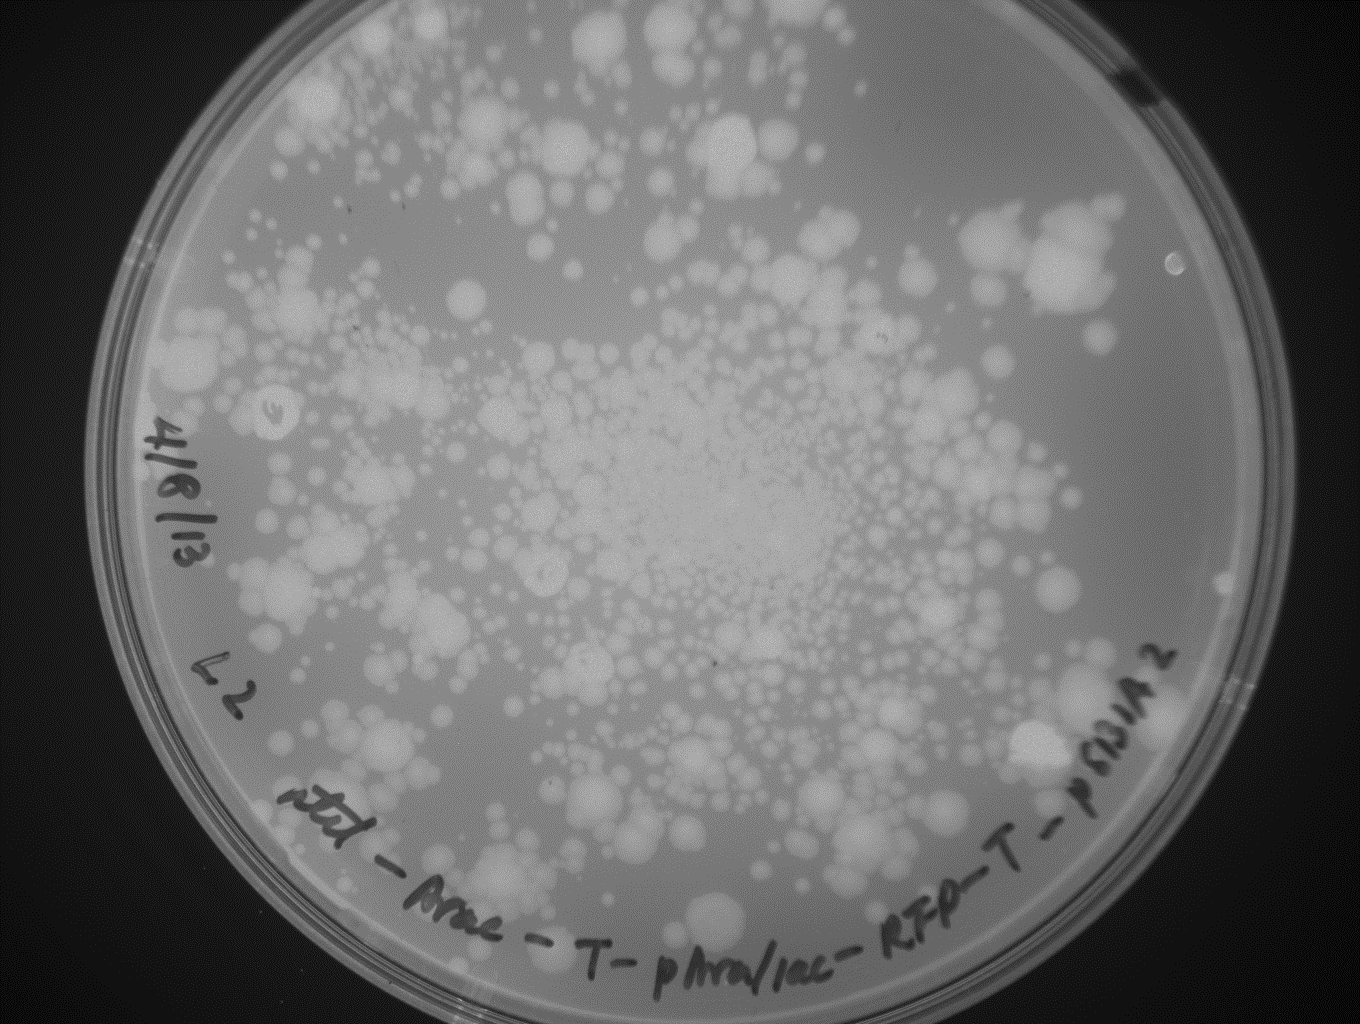 4/8/13
L2
ptet - Arac - T - pAra/lac - RFP - T - pSB1A2